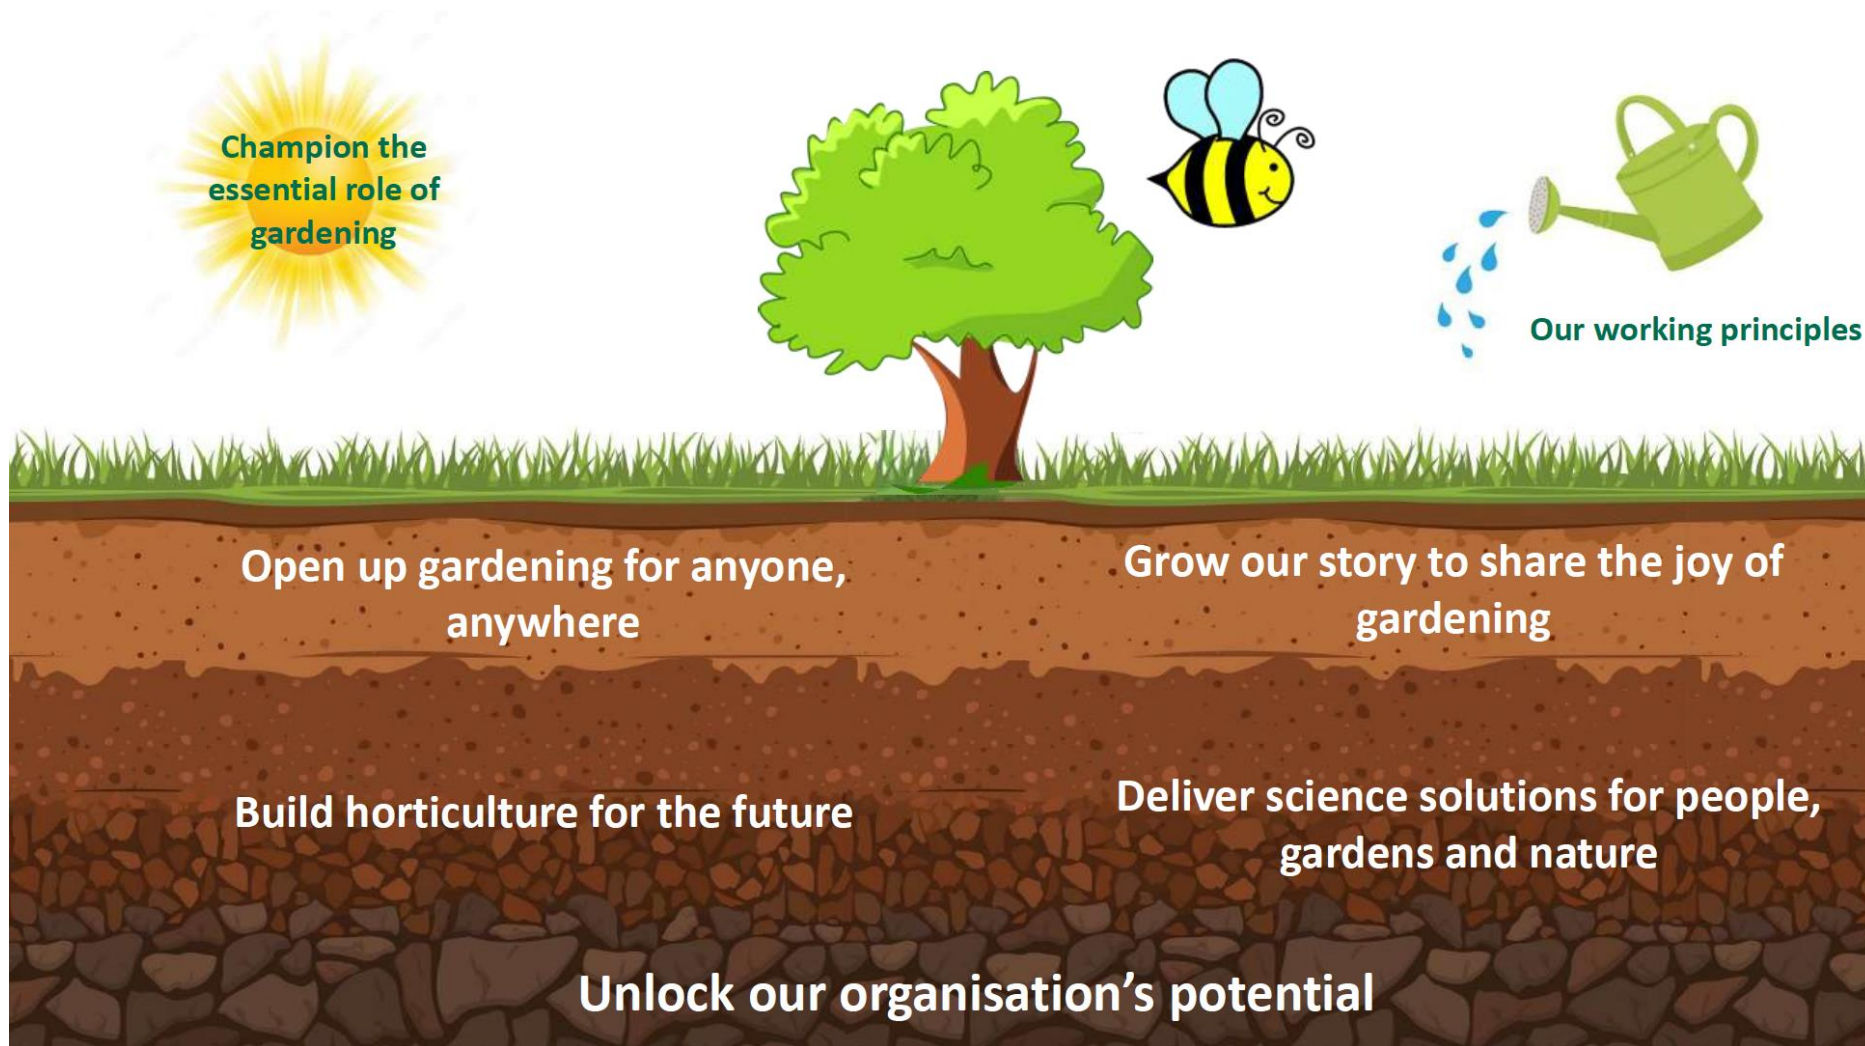 Champion the
essential role of
gardening
Our working principles
Open up gardening for anyone,
anywhere
Grow our story to share the joy of
gardening
Build horticulture for the future
Deliver science solutions for people,
gardens and nature
Unlock our organisation’s potential